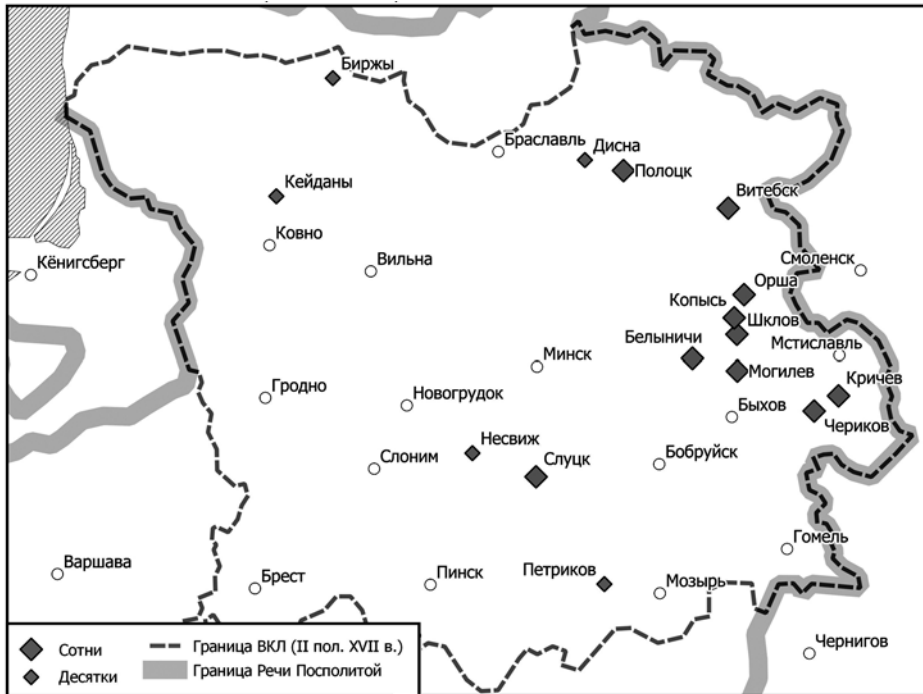 Биржы
Браславль
Дисна
Полоцк
Кейданы
Витебск
Ковно
Вильна
Смоленск
Кёнигсберг
Орша
Копысь
Шклов
Мстиславль
Белыничи
Минск
Могилев
Кричев
Гродно
Новогрудок
Быхов
Чериков
Несвиж
Слуцк
Бобруйск
Слоним
Гомель
Варшава
Брест
Пинск
Петриков
Мозырь
Чернигов
Сотни
Десятки
Граница ВКЛ (II пол. XVII в.)
Граница Речи Посполитой